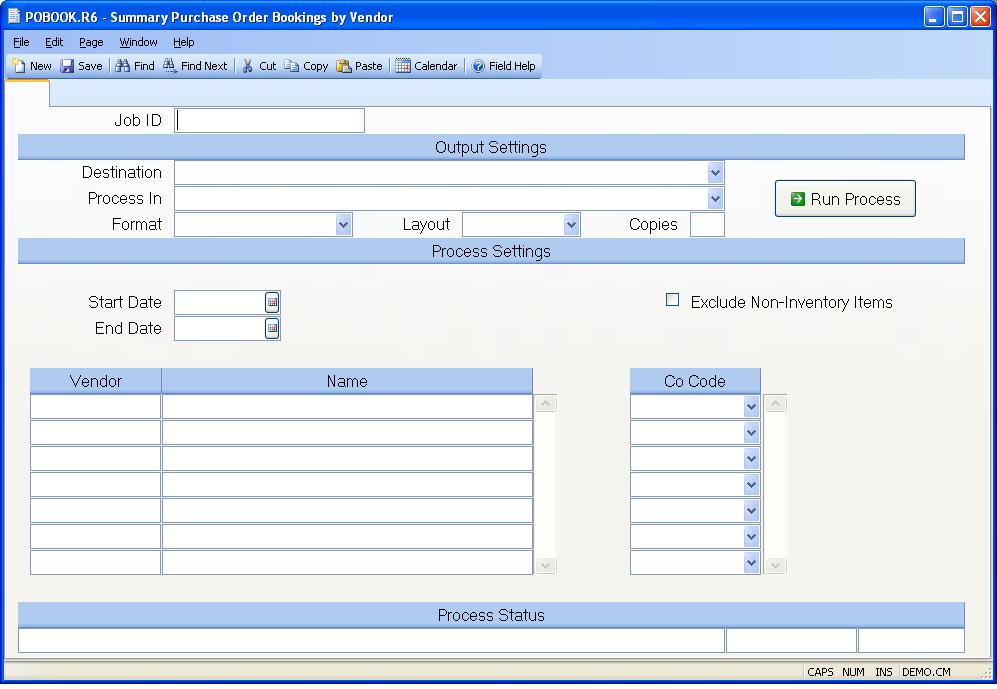 POBOOK.R6 - Summary Purchase Order Bookings by Vendor
File Edit Page Window Help
New Save Find Find Next Cut Copy Paste Calendar Field Help
Job ID
Output Settings
Destination
Process In
Run Process
Format Layout Copies
Process Settings
Start Date
Exclude Non-Inventory Items
End Date
Vendor Name Co Code
Process Status
CAPS NUM INS DEMO.CM